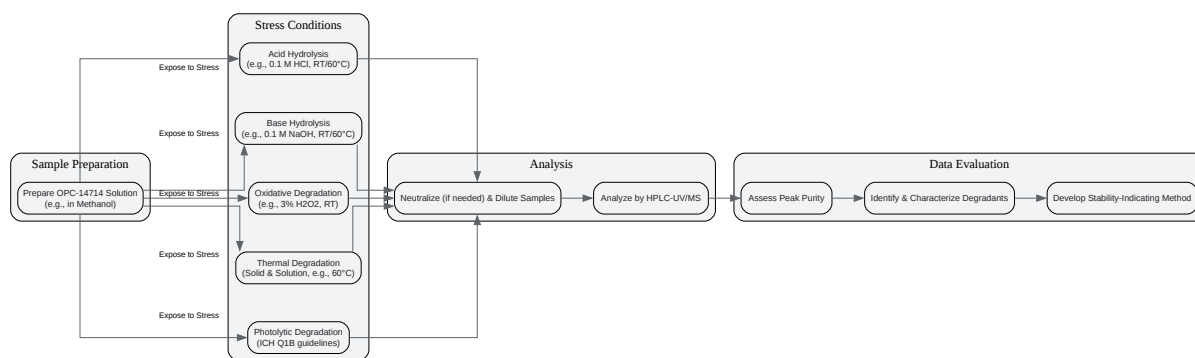 Stress Conditions
Acid Hydrolysis
(e.g., 0.1 M HCl, RT/60°C)
Expose to Stress
Base Hydrolysis
(e.g., 0.1 M NaOH, RT/60°C)
Expose to Stress
Sample Preparation
Prepare OPC-14714 Solution
(e.g., in Methanol)
Expose to Stress
Oxidative Degradation
(e.g., 3% H2O2, RT)
Expose to Stress
Thermal Degradation
(Solid & Solution, e.g., 60°C)
Expose to Stress
Photolytic Degradation
(ICH Q1B guidelines)
Analysis
Neutralize (if needed) & Dilute Samples
Analyze by HPLC-UV/MS
Data Evaluation
Assess Peak Purity
Identify & Characterize Degradants
Develop Stability-Indicating Method